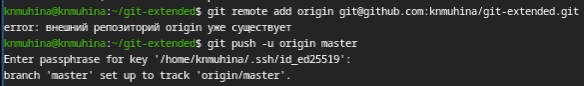 knmuhina@knmuhina:~/git-extended$ git remote add origin git@github.com:knmuhina/git-extended.git
error: внешний репозиторий origin уже существует
knmuhina@knmuhina:~/git-extended$ git push -u origin master
Enter passphrase for key '/home/knmuhina/.ssh/id_ed25519':
branch 'master' set up to track 'origin/master'.